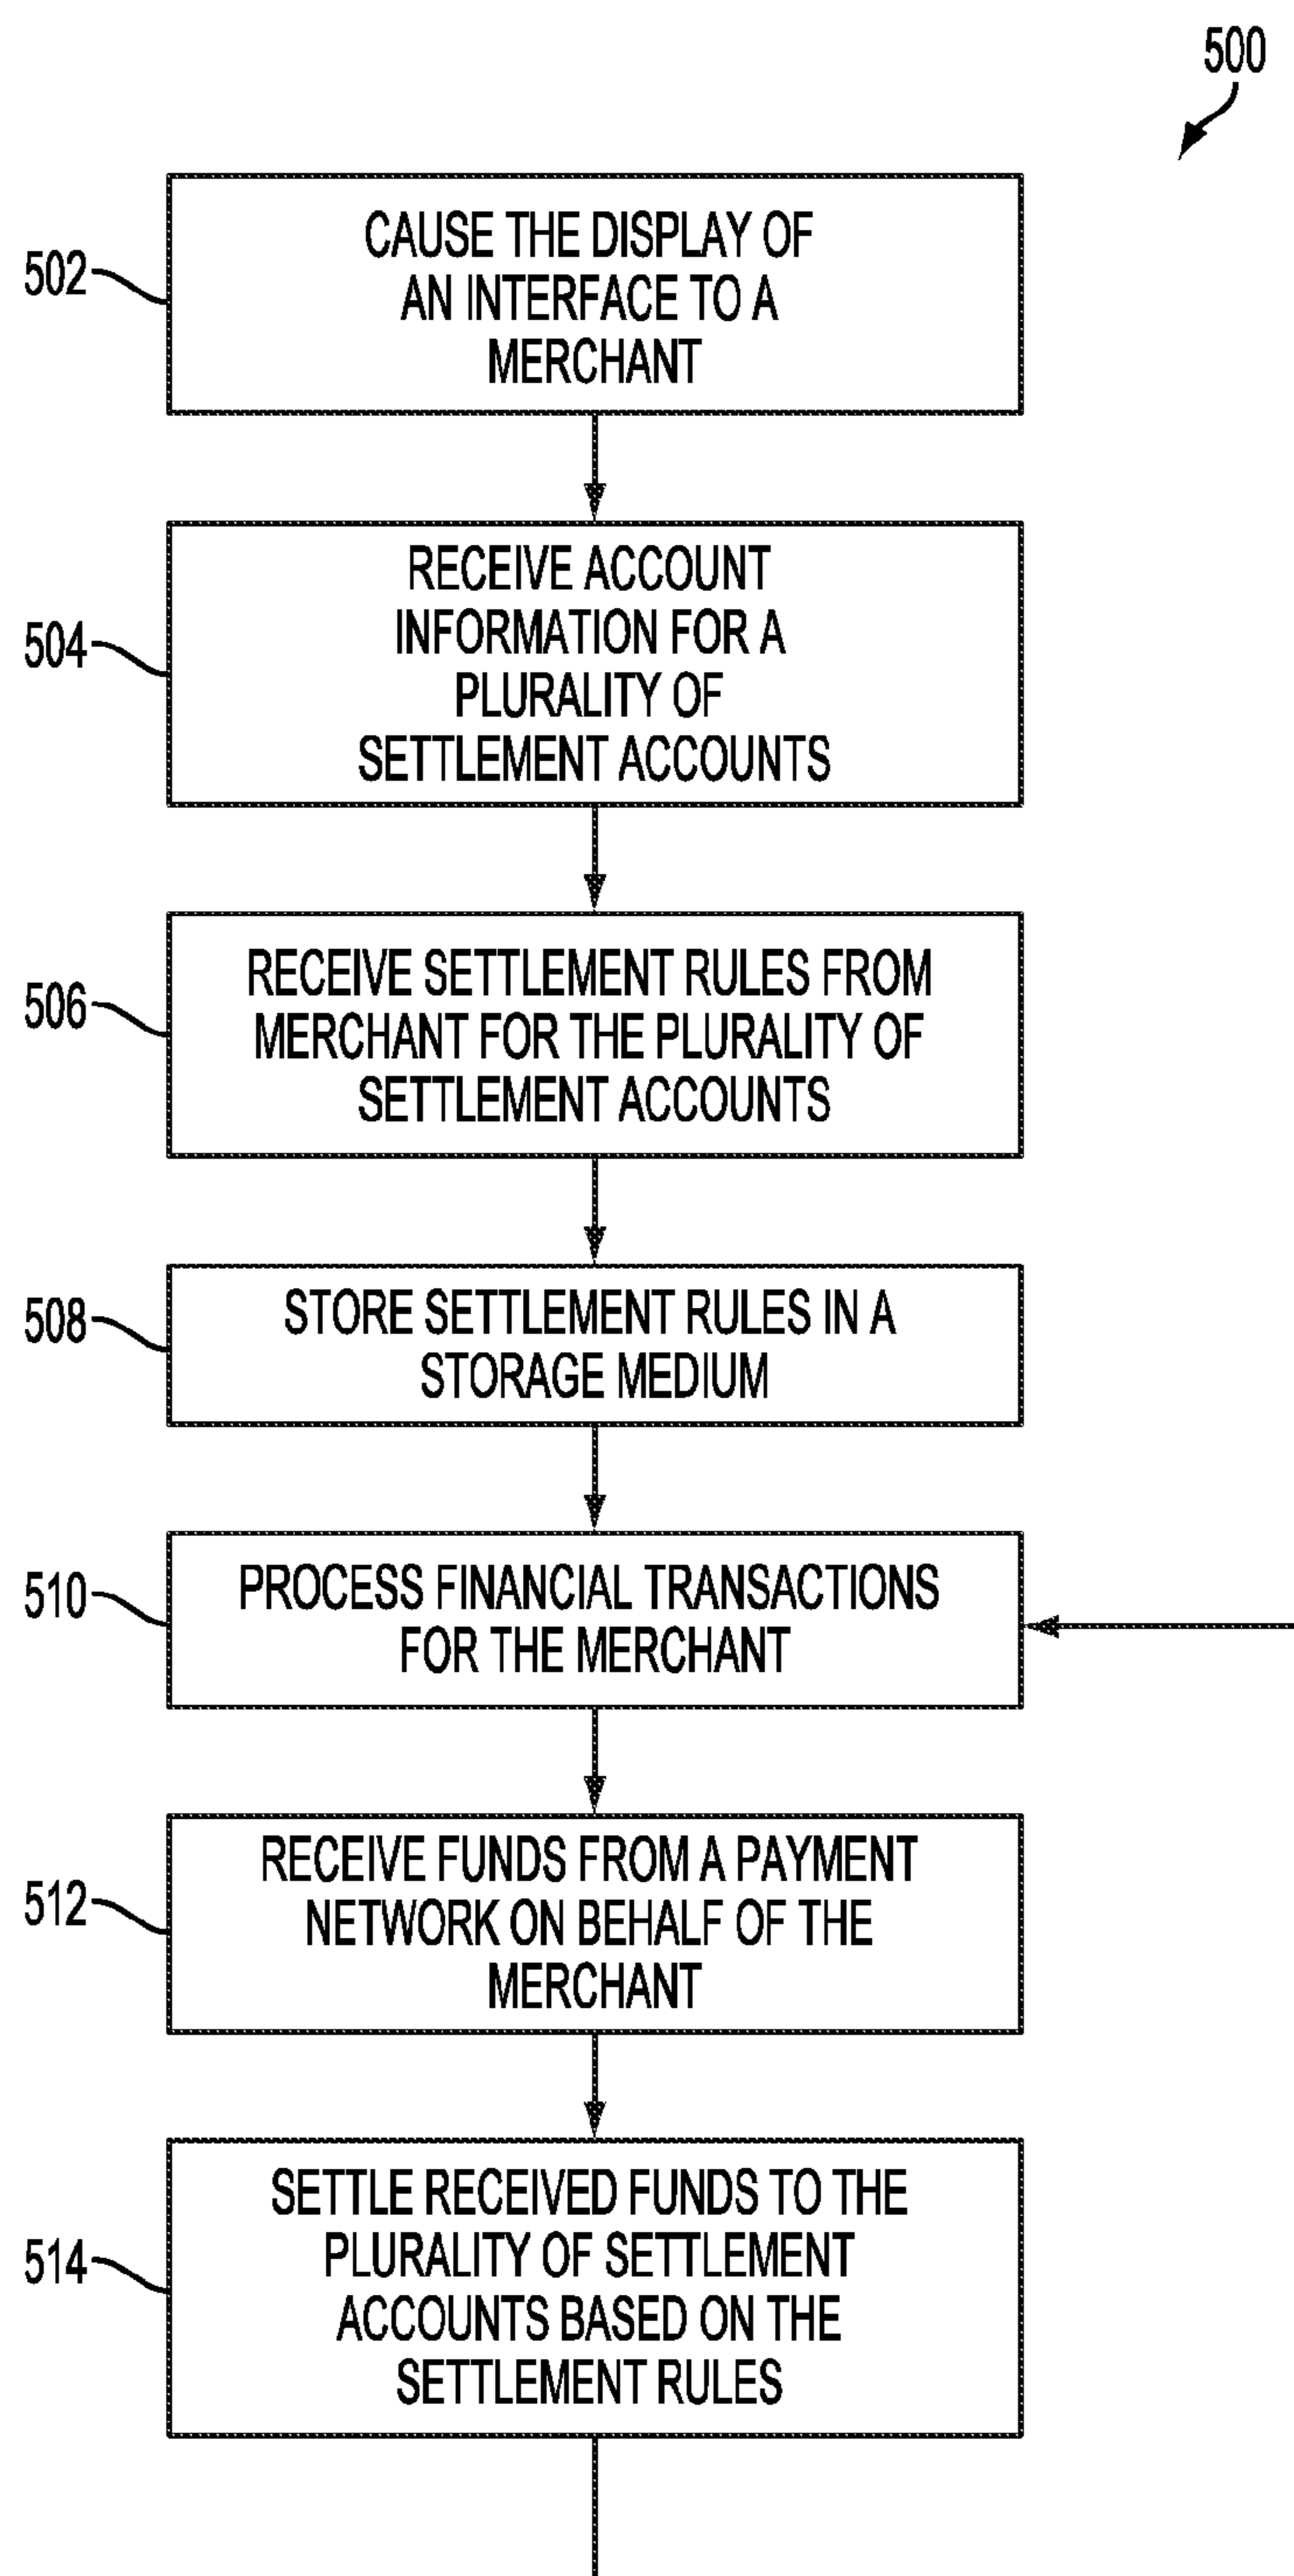 500
502
CAUSE THE DISPLAY OF
AN INTERFACE TO A
MERCHANT
504
RECEIVE ACCOUNT
INFORMATION FOR A
PLURALITY OF
SETTLEMENT ACCOUNTS
506
RECEIVE SETTLEMENT RULES FROM
MERCHANT FOR THE PLURALITY OF
SETTLEMENT ACCOUNTS
508
STORE SETTLEMENT RULES IN A
STORAGE MEDIUM
510
PROCESS FINANCIAL TRANSACTIONS
FOR THE MERCHANT
512
RECEIVE FUNDS FROM A PAYMENT
NETWORK ON BEHALF OF THE
MERCHANT
514
SETTLE RECEIVED FUNDS TO THE
PLURALITY OF SETTLEMENT
ACCOUNTS BASED ON THE
SETTLEMENT RULES